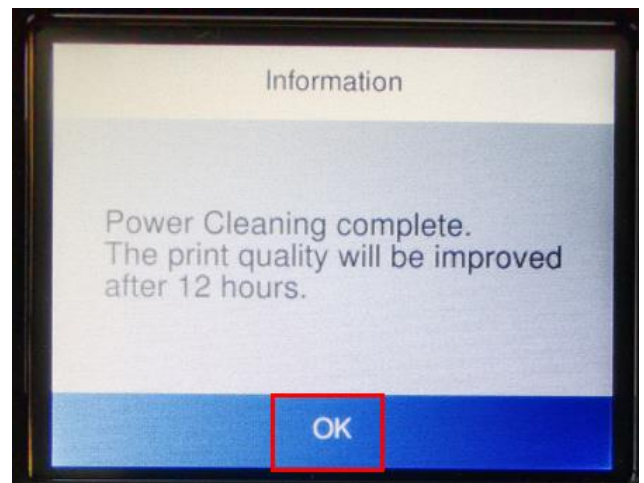 Information
Power Cleaning complete.
The print quality will be improved
after 12 hours.
OK